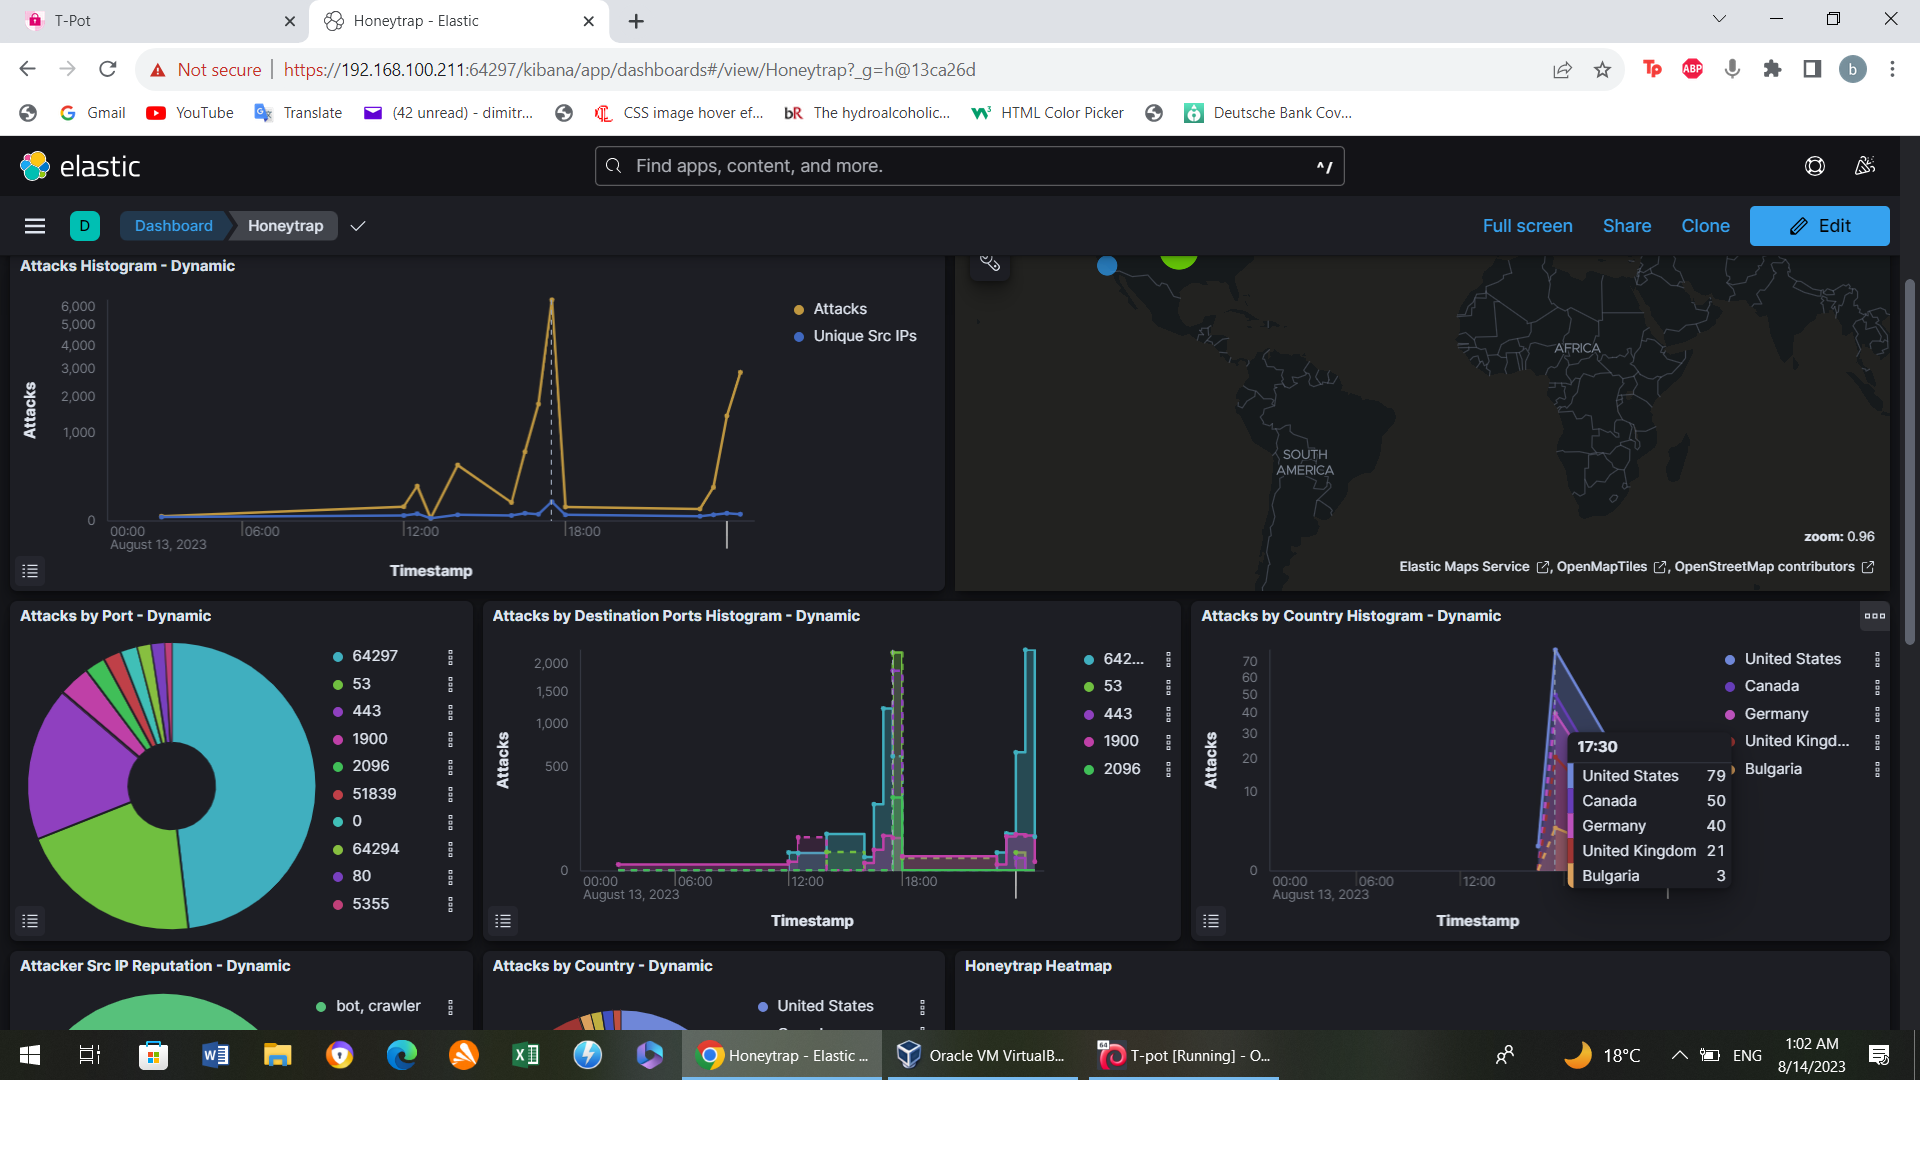 T-Pot
Honeytrap - Elastic
Not secure
https://192.168.100.211:64297/kibana/app/dashboards#/view/Honeytrap?_g=h@13ca26d
Tp
ABP
b
Gmail
YouTube
Translate
(42 unread) - dimitr...
CSS image hover ef...
bR
The hydroalcoholic...
HTML Color Picker
Deutsche Bank Cov...
elastic
Find apps, content, and more.
^/
D
Dashboard
Honeytrap
Full screen
Share
Clone
Edit
Attacks Histogram - Dynamic
6,000
5,000
4,000
3,000
2,000
1,000
0
Attacks
00:00
06:00
12:00
18:00
August 13, 2023
Timestamp
Attacks
Unique Src IPs
AFRICA
SOUTH
AMERICA
zoom: 0.96
Elastic Maps Service , OpenMapTiles , OpenStreetMap contributors
Attacks by Port - Dynamic
64297
53
443
1900
2096
51839
0
64294
80
5355
Attacks by Destination Ports Histogram - Dynamic
2,000
1,500
1,000
500
0
Attacks
00:00
06:00
12:00
18:00
August 13, 2023
Timestamp
642...
53
443
1900
2096
Attacks by Country Histogram - Dynamic
70
60
50
40
30
20
10
0
Attacks
00:00
06:00
12:00
August 13, 2023
Timestamp
United States
Canada
Germany
United Kingd...
Bulgaria
17:30
United States 79
Canada 50
Germany 40
United Kingdom 21
Bulgaria 3
Attacker Src IP Reputation - Dynamic
bot, crawler
Attacks by Country - Dynamic
United States
Honeytrap Heatmap
Honeytrap - Elastic ...
Oracle VM VirtualB...
64
T-pot [Running] - O...
18°C
ENG
1:02 AM
8/14/2023